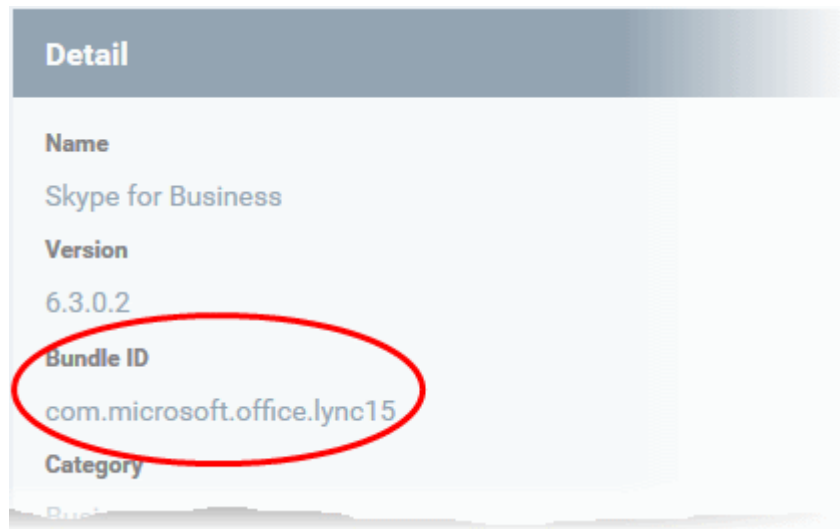 Detail
Name
Skype for Business
Version
6.3.0.2
Bundle ID
com.microsoft.office.lync15
Category